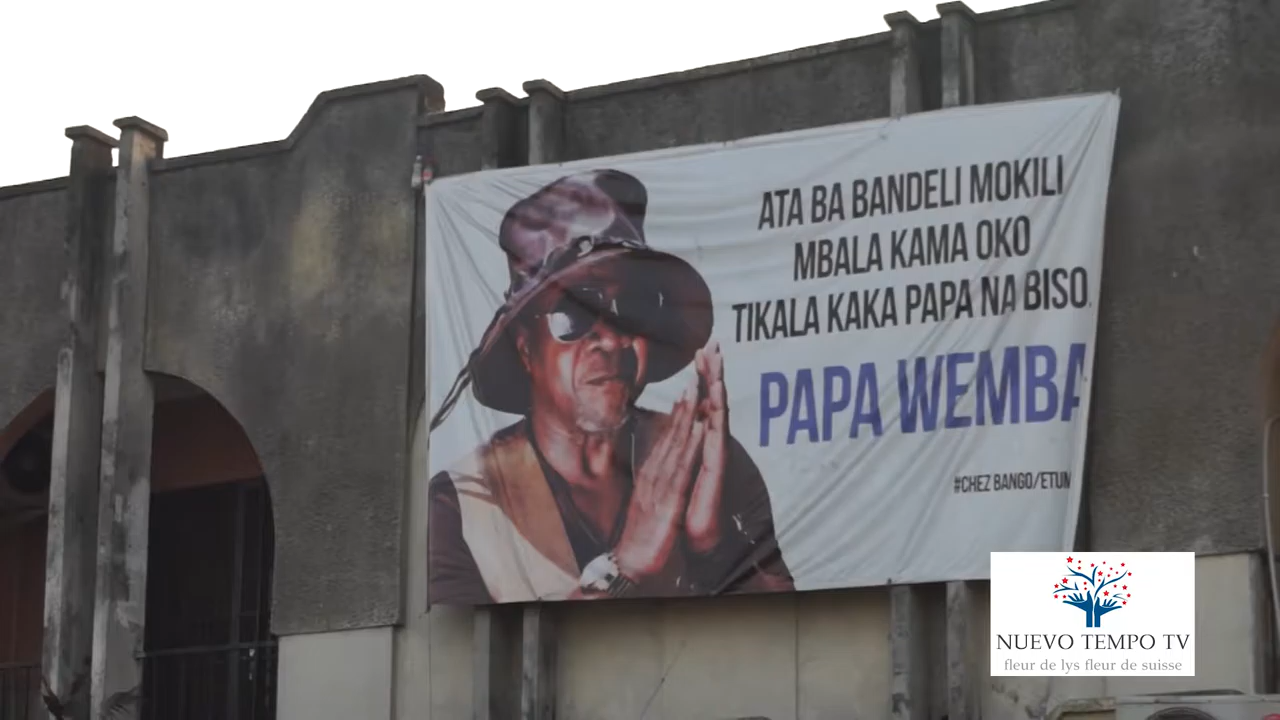 ATA BA BANDELI MOKILI
MBALA KAMA OKO
TIKALA KAKA PAPA NA BISO.
PAPA WEMBA
#CHEZ BANGO/ETUM
NUEVO TEMPO TV
fleur de lys fleur de suisse